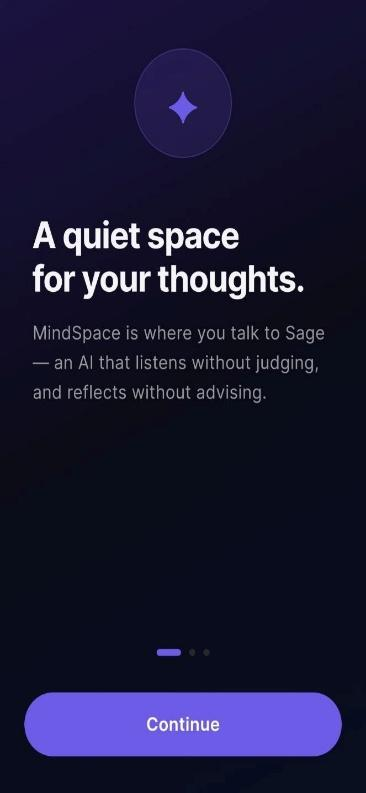 A quiet space
for your thoughts.
MindSpace is where you talk to Sage
— an AI that listens without judging,
and reflects without advising.
Continue